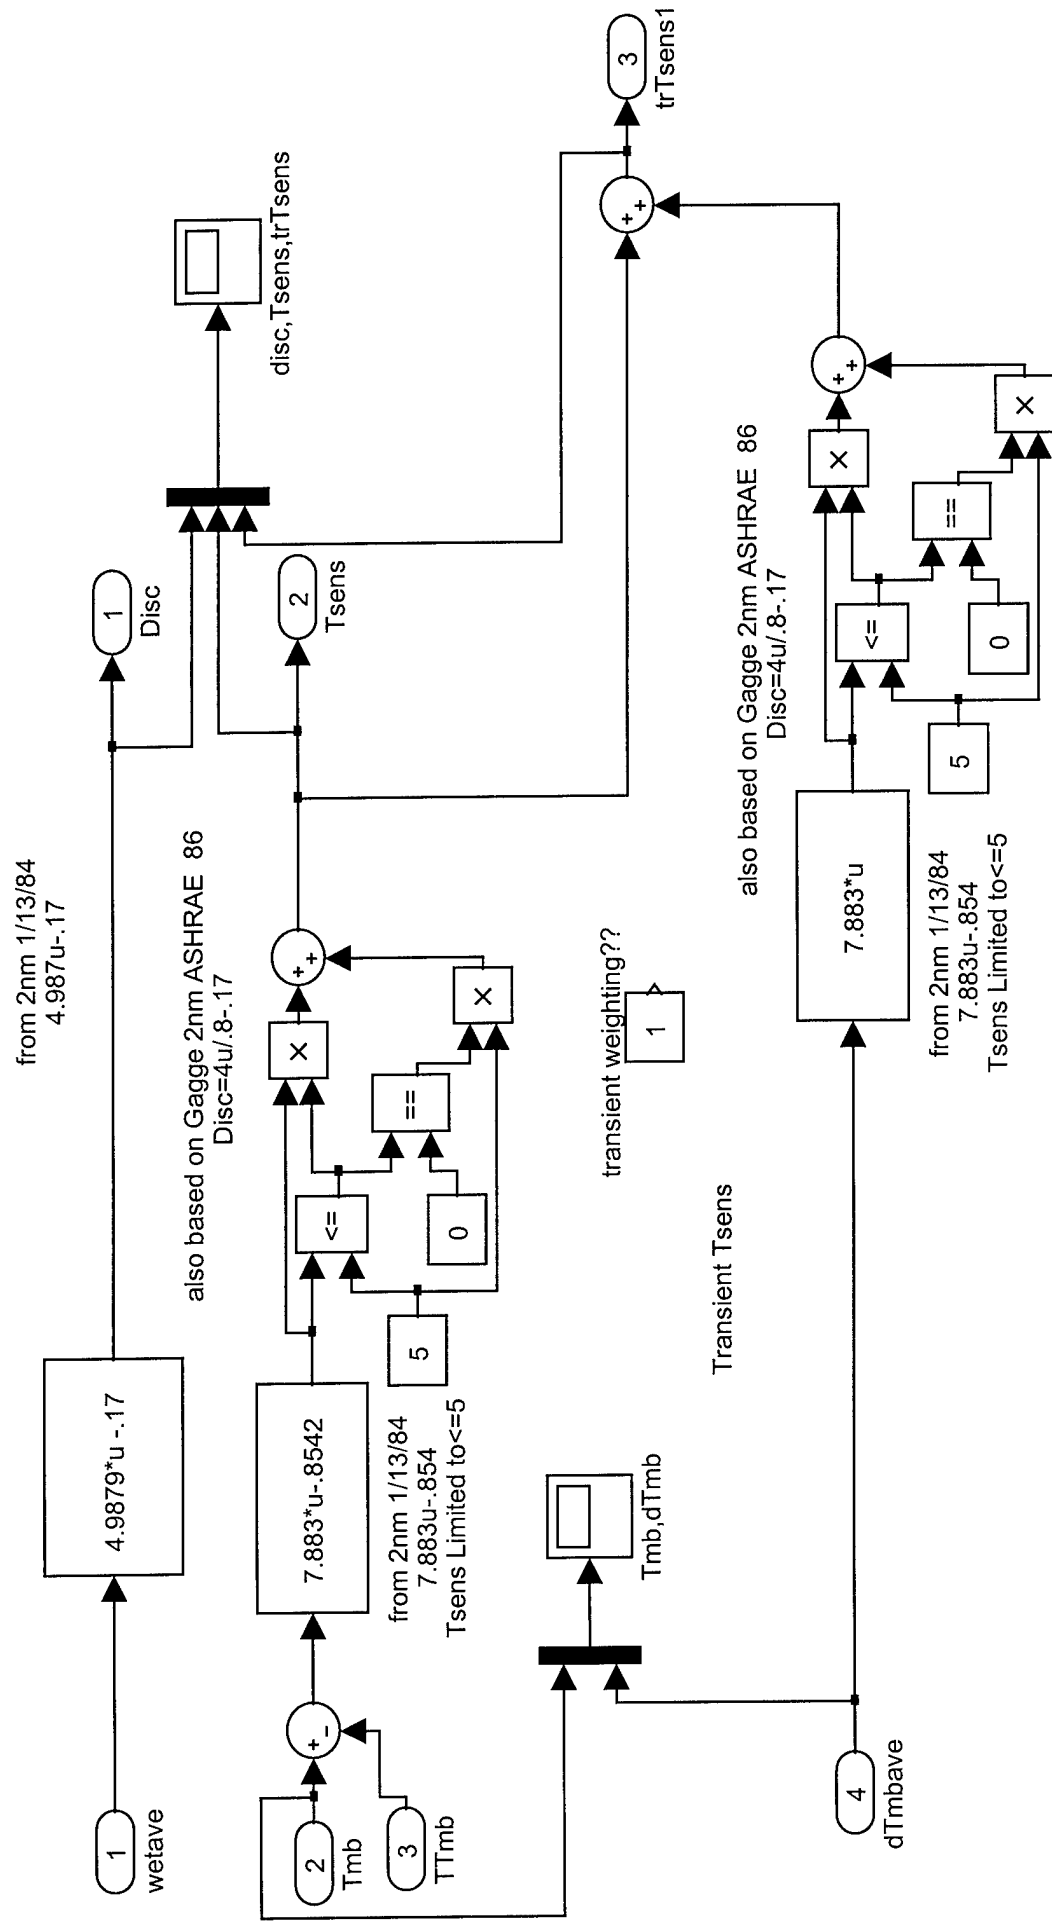 from 2nm 1/13/84
4.987u-.17
1
wetave
4.9879*u -.17
1
Disc
disc,Tsens,trTsens
also based on Gagge 2nm ASHRAE 86
Disc=4u/.8-.17
2
Tmb
3
TTmb
+
-
7.883*u-.8542
from 2nm 1/13/84
7.883u-.854
Tsens Limited to<=5
5
<=
0
==
×
×
+
+
2
Tsens
Tmb,dTmb
transient weighting??
1
Transient Tsens
+
+
3
trTsens1
also based on Gagge 2nm ASHRAE 86
Disc=4u/.8-.17
4
dTmbave
7.883*u
from 2nm 1/13/84
7.883u-.854
Tsens Limited to<=5
5
<=
0
==
×
×
+
+